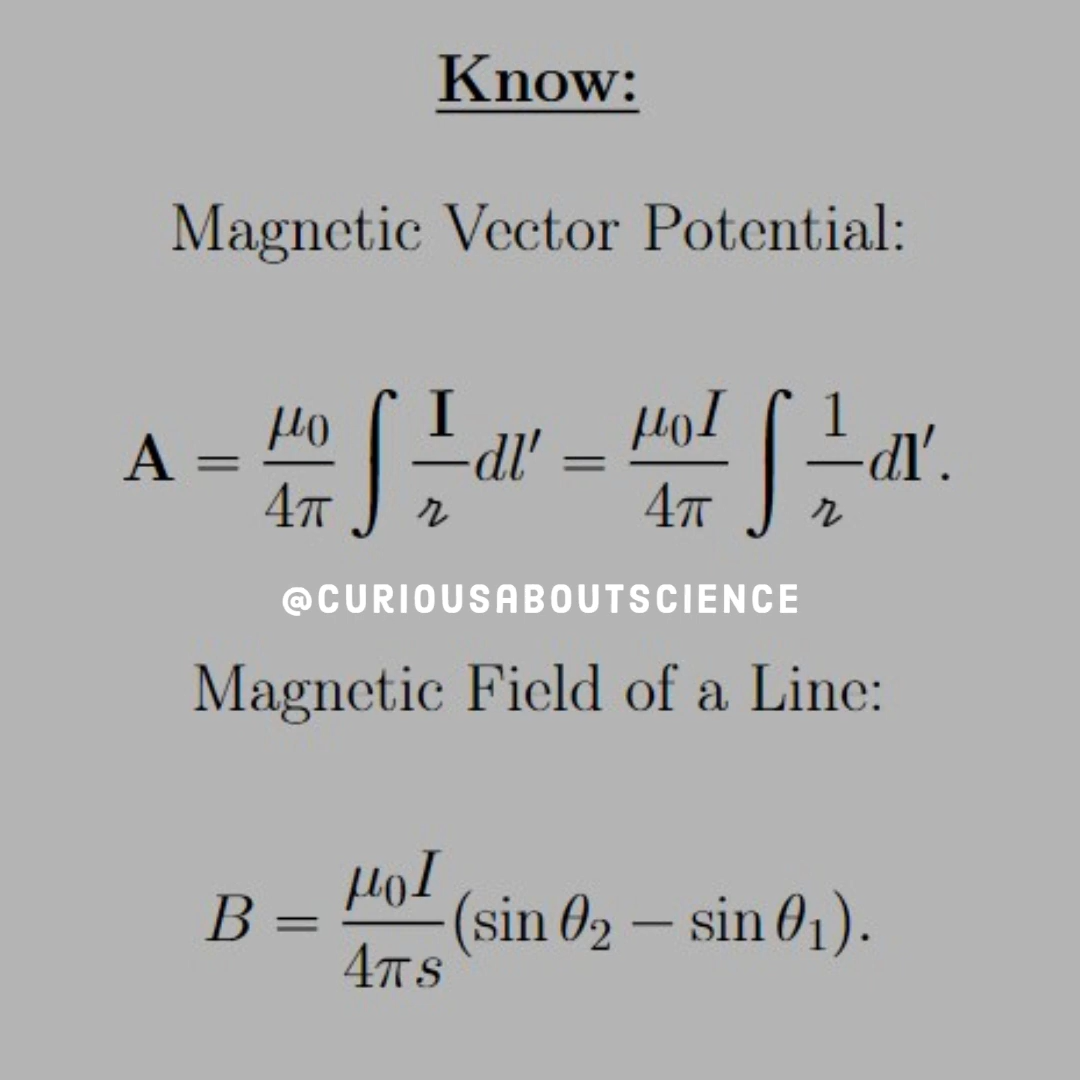 Know:
Magnetic Vector Potential:
A = μ₀/4π ∫ I/𝓇 dl′ = μ₀I/4π ∫ 1/𝓇 dl′.
@CURIOUSABOUTSCIENCE
Magnetic Field of a Line:
B = μ₀I/4πs (sin θ₂ − sin θ₁).